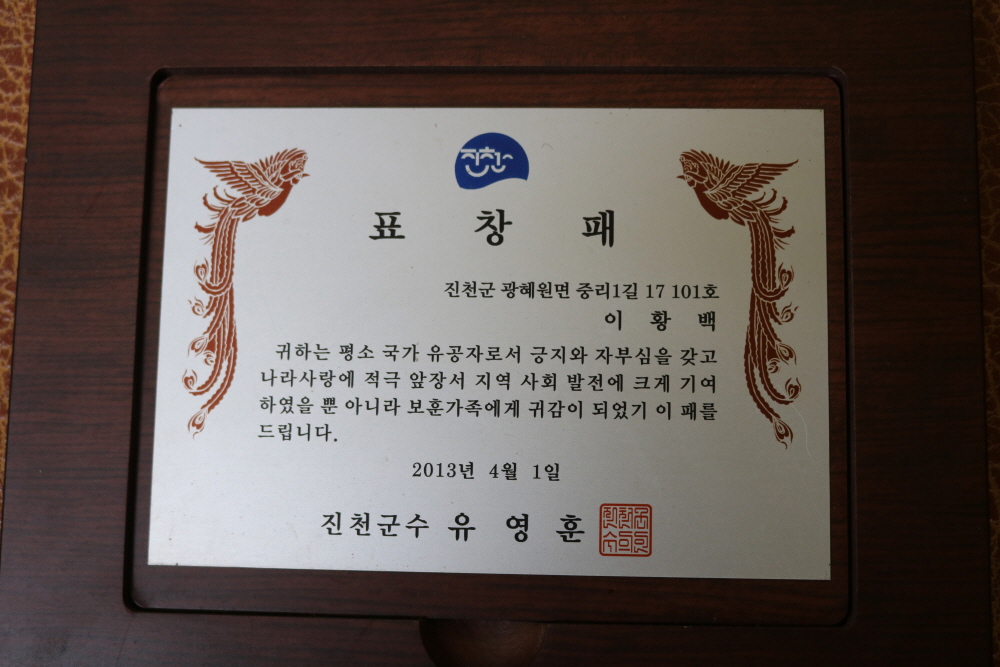 진천
표 창 패
진천군 광혜원면 중리1길 17 101호
이 황 백
귀하는 평소 국가 유공자로서 긍지와 자부심을 갖고
나라사랑에 적극 앞장서 지역 사회 발전에 크게 기여
하였을 뿐 아니라 보훈가족에게 귀감이 되었기 이 패를
드립니다.
2013년 4월 1일
진천군수 유 영 훈